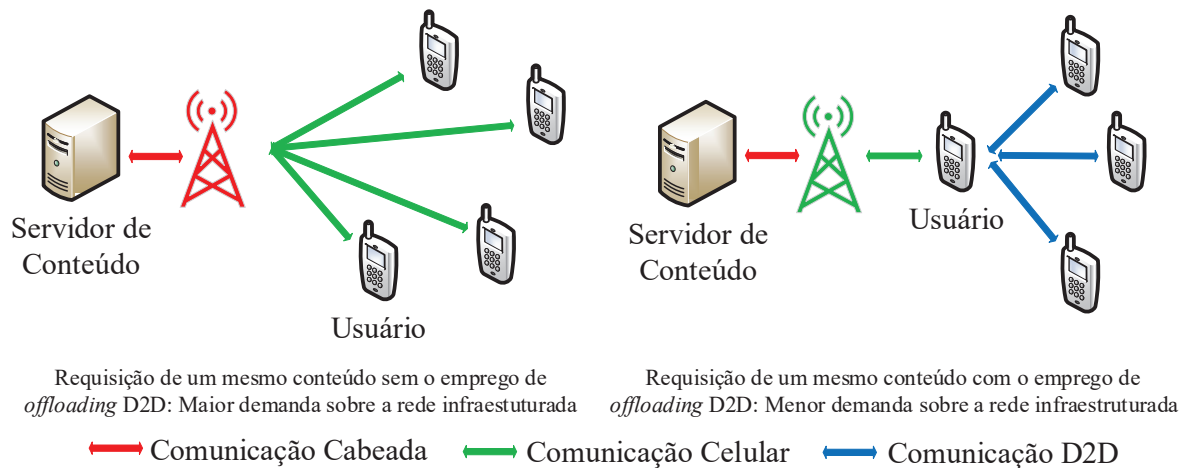 Servidor de
Conteúdo
Usuário
Servidor de
Conteúdo
Usuário
Requisição de um mesmo conteúdo sem o emprego de
offloading D2D: Maior demanda sobre a rede infraestuturada
Requisição de um mesmo conteúdo com o emprego de
offloading D2D: Menor demanda sobre a rede infraestruturada
Comunicação Cabeada
Comunicação Celular
Comunicação D2D